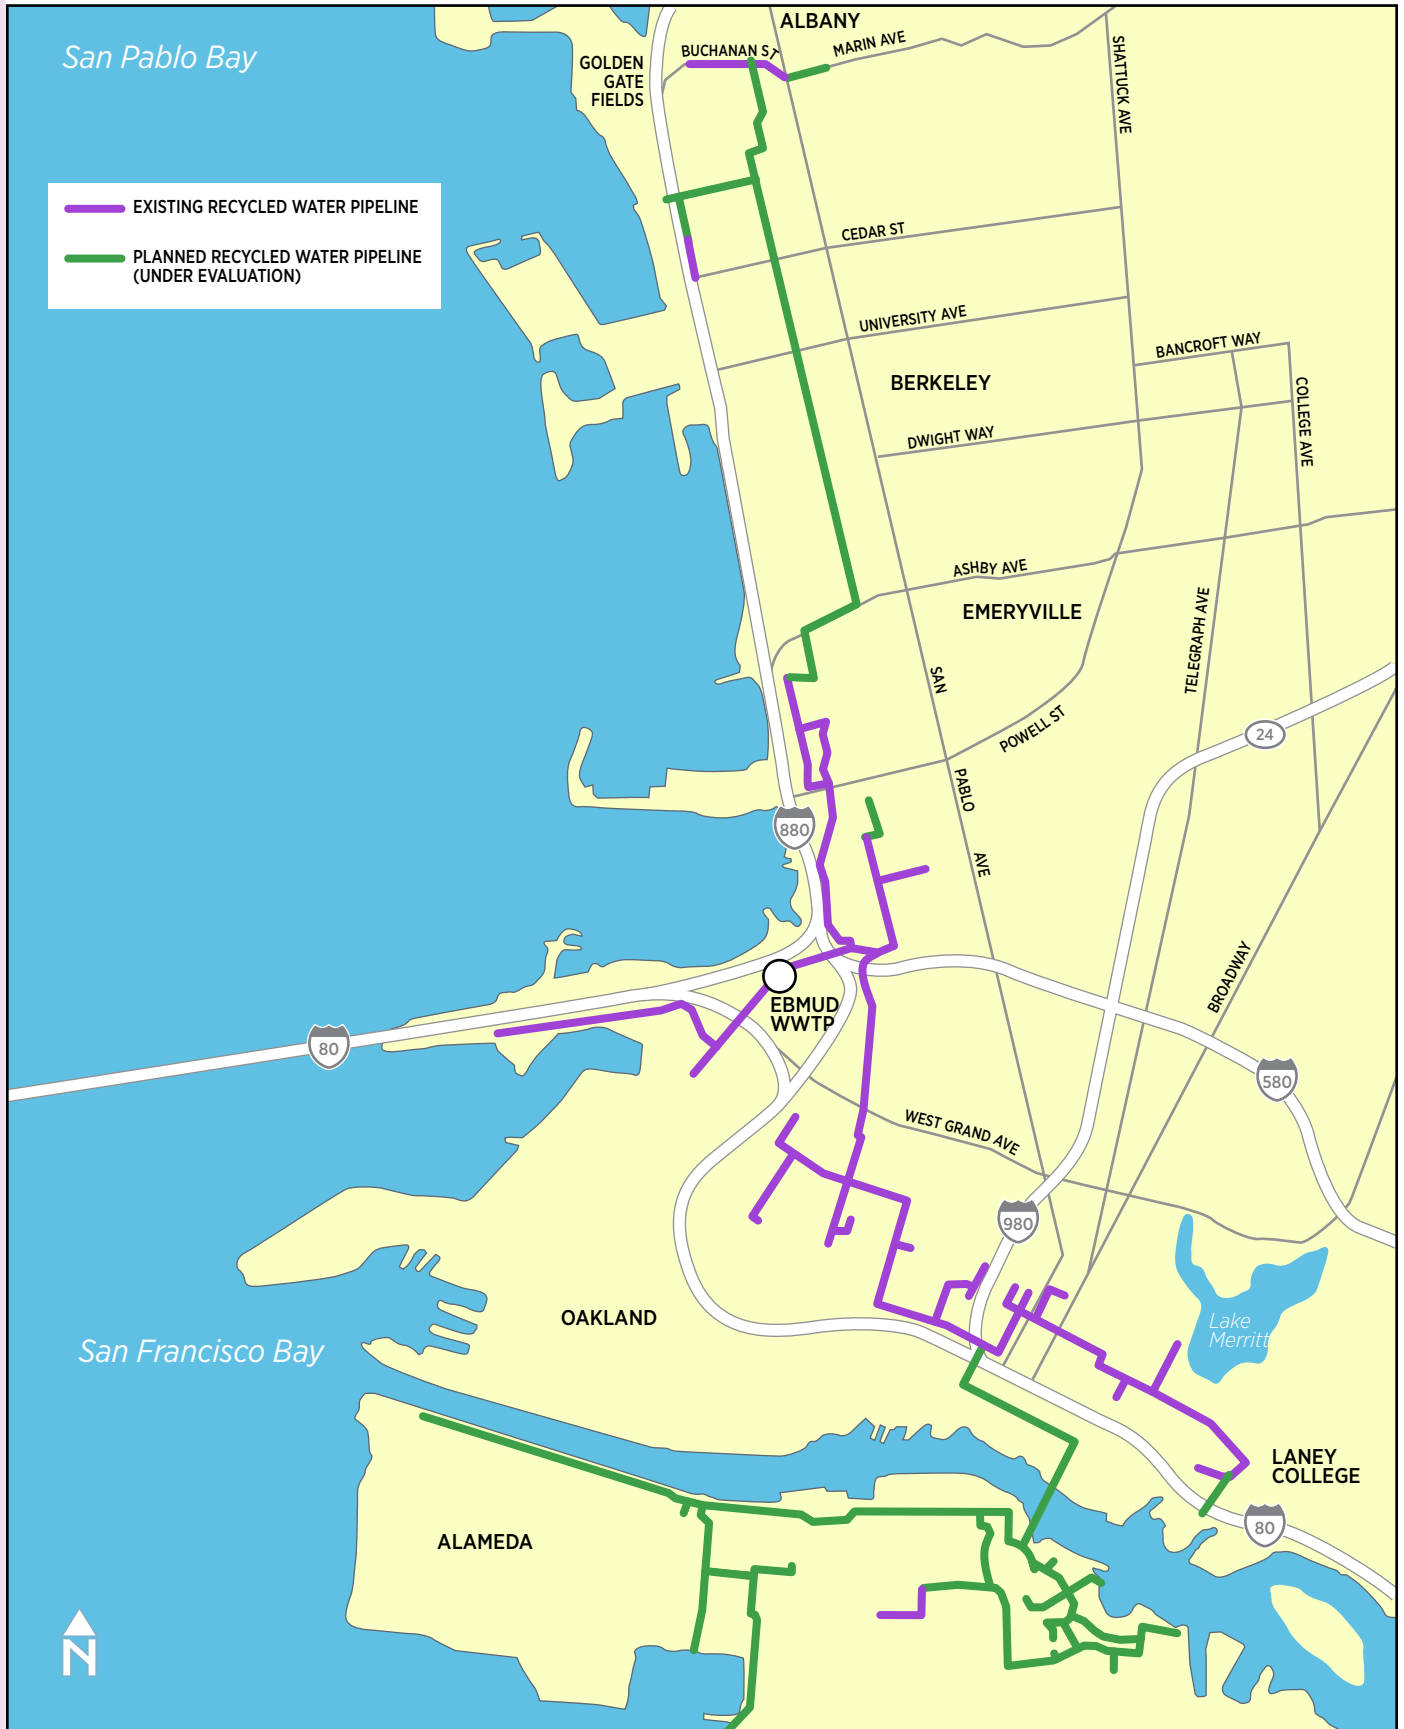 ALBANY
San Pablo Bay
BUCHANAN ST
MARIN AVE
GOLDEN
GATE
FIELDS
SHATTUCK AVE
EXISTING RECYCLED WATER PIPELINE
PLANNED RECYCLED WATER PIPELINE
(UNDER EVALUATION)
CEDAR ST
UNIVERSITY AVE
BANCROFT WAY
BERKELEY
COLLEGE AVE
DWIGHT WAY
ASHBY AVE
EMERYVILLE
TELEGRAPH AVE
SAN
PABLO
AVE
POWELL ST
24
880
BROADWAY
EBMUD
WWTP
80
580
WEST GRAND AVE
980
OAKLAND
Lake
Merritt
San Francisco Bay
LANEY
COLLEGE
80
ALAMEDA
N